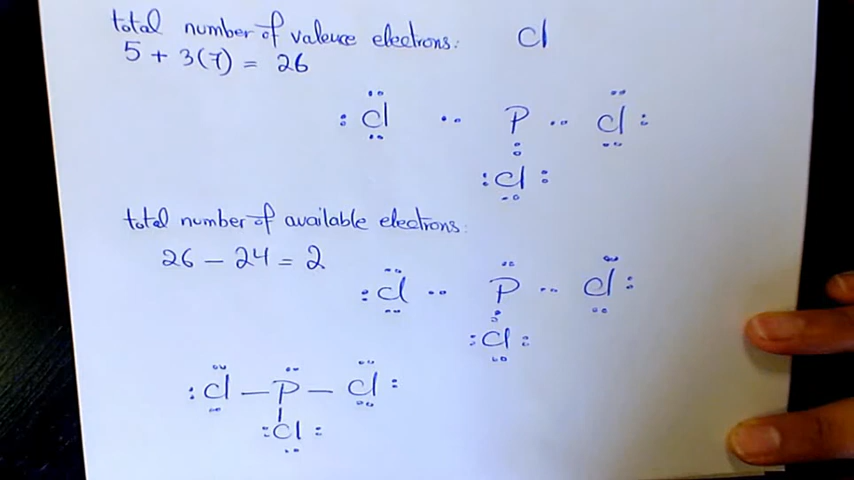 total number of valence electrons: Cl
5 + 3(7) = 26
Cl P Cl
Cl
total number of available electrons:
26 − 24 = 2
Cl P Cl
Cl
Cl — P — Cl
Cl